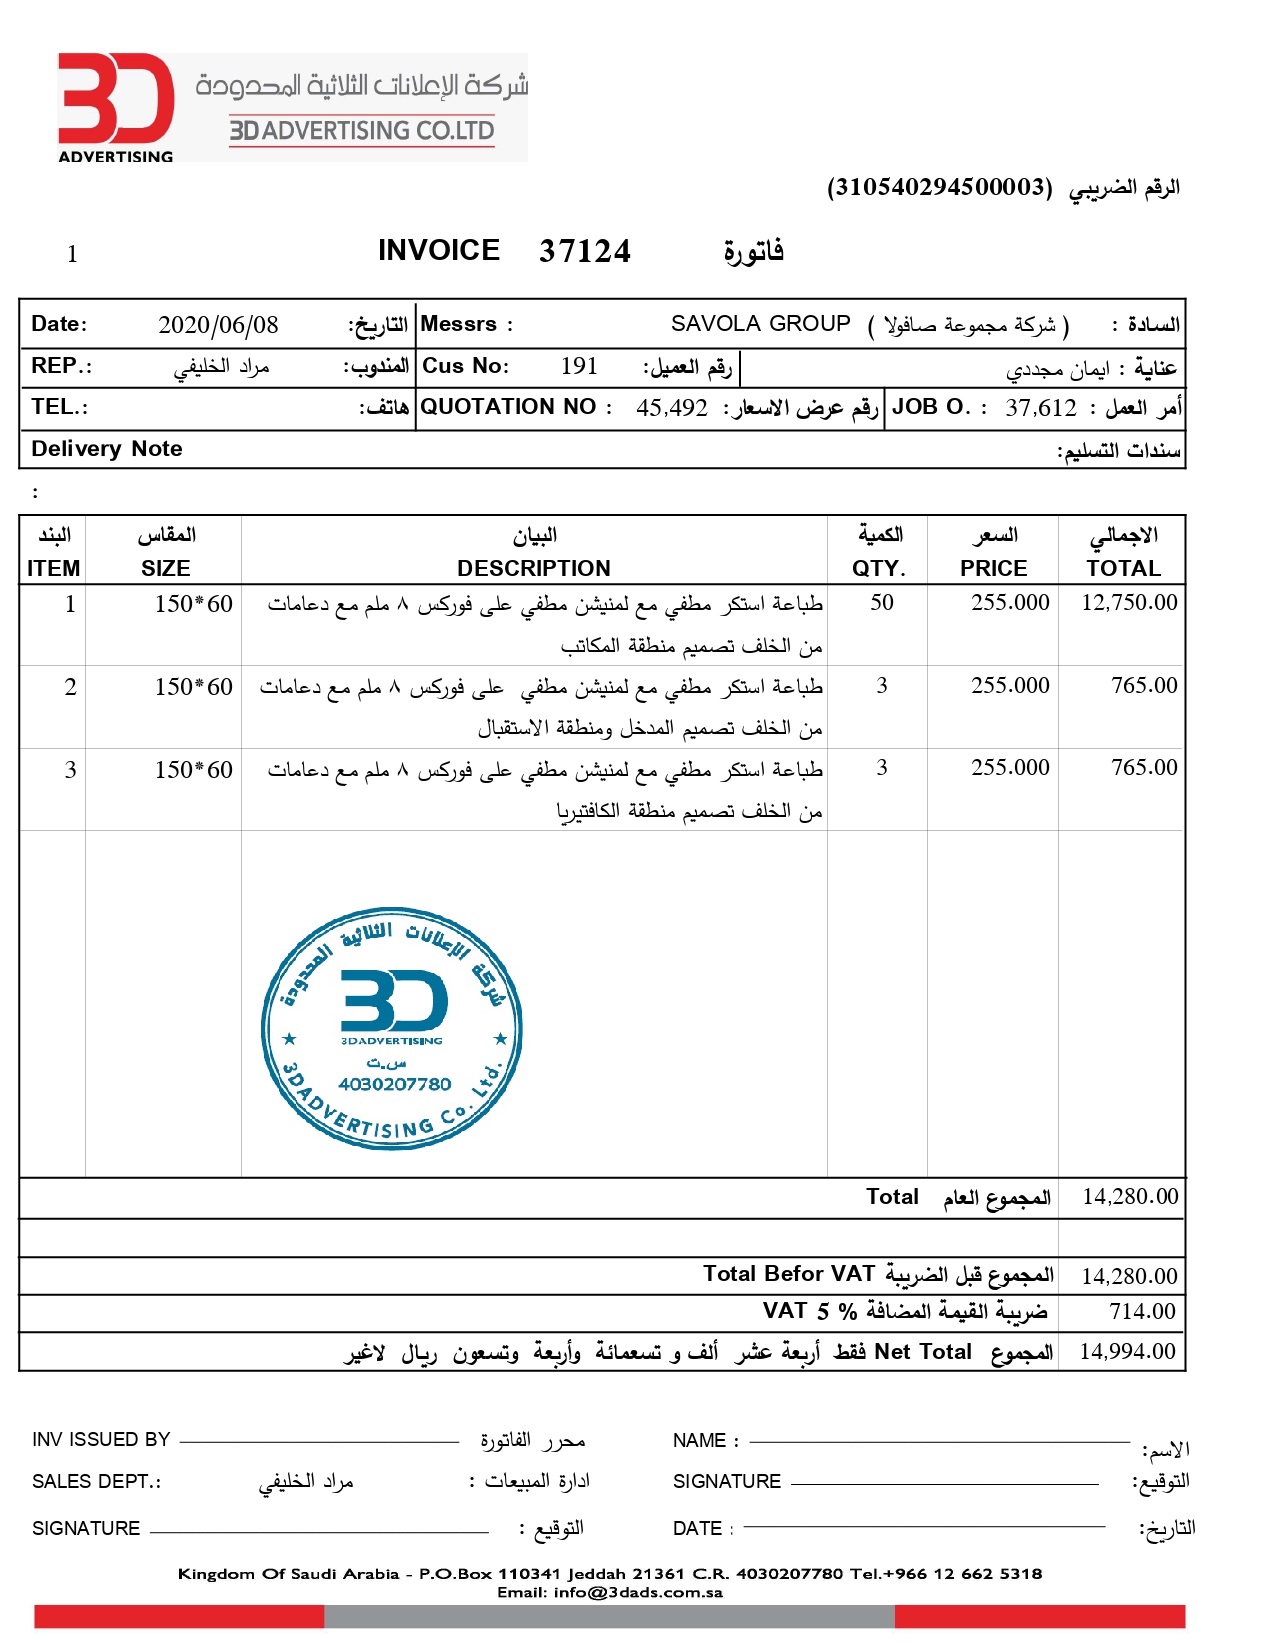 3D ADVERTISING
شركة الإعلانات الثلاثية المحدودة
3D ADVERTISING CO.LTD
الرقم الضريبي (310540294500003)
1 INVOICE 37124 فاتورة
Date: 2020/06/08 التاريخ: Messrs : SAVOLA GROUP ( شركة مجموعة صافولا ) السادة :
REP.: مراد الخليفي المندوب: Cus No: 191 رقم العميل: عناية : ايمان مجددي
TEL.: هاتف: QUOTATION NO : 45,492 رقم عرض الاسعار: JOB O. : 37,612 أمر العمل :
Delivery Note سندات التسليم:
:
البند المقاس البيان الكمية السعر الاجمالي
ITEM SIZE DESCRIPTION QTY. PRICE TOTAL
1 150*60 طباعة استكر مطفي مع لمنيشن مطفي على فوركس ٨ ملم مع دعامات 50 255.000 12,750.00
من الخلف تصميم منطقة المكاتب
2 150*60 طباعة استكر مطفي مع لمنيشن مطفي على فوركس ٨ ملم مع دعامات 3 255.000 765.00
من الخلف تصميم المدخل ومنطقة الاستقبال
3 150*60 طباعة استكر مطفي مع لمنيشن مطفي على فوركس ٨ ملم مع دعامات 3 255.000 765.00
من الخلف تصميم منطقة الكافتيريا
شركة الإعلانات الثلاثية المحدودة
3D
3DADVERTISING
س.ت
4030207780
3DADVERTISING Co. Ltd.
Total المجموع العام 14,280.00
Total Befor VAT المجموع قبل الضريبة 14,280.00
VAT 5 % ضريبة القيمة المضافة 714.00
المجموع Net Total فقط أربعة عشر ألف و تسعمائة وأربعة وتسعون ريال لاغير 14,994.00
INV ISSUED BY محرر الفاتورة NAME : الاسم:
SALES DEPT.: مراد الخليفي ادارة المبيعات : SIGNATURE التوقيع:
SIGNATURE التوقيع : DATE : التاريخ:
Kingdom Of Saudi Arabia - P.O.Box 110341 Jeddah 21361 C.R. 4030207780 Tel.+966 12 662 5318
Email: info@3dads.com.sa